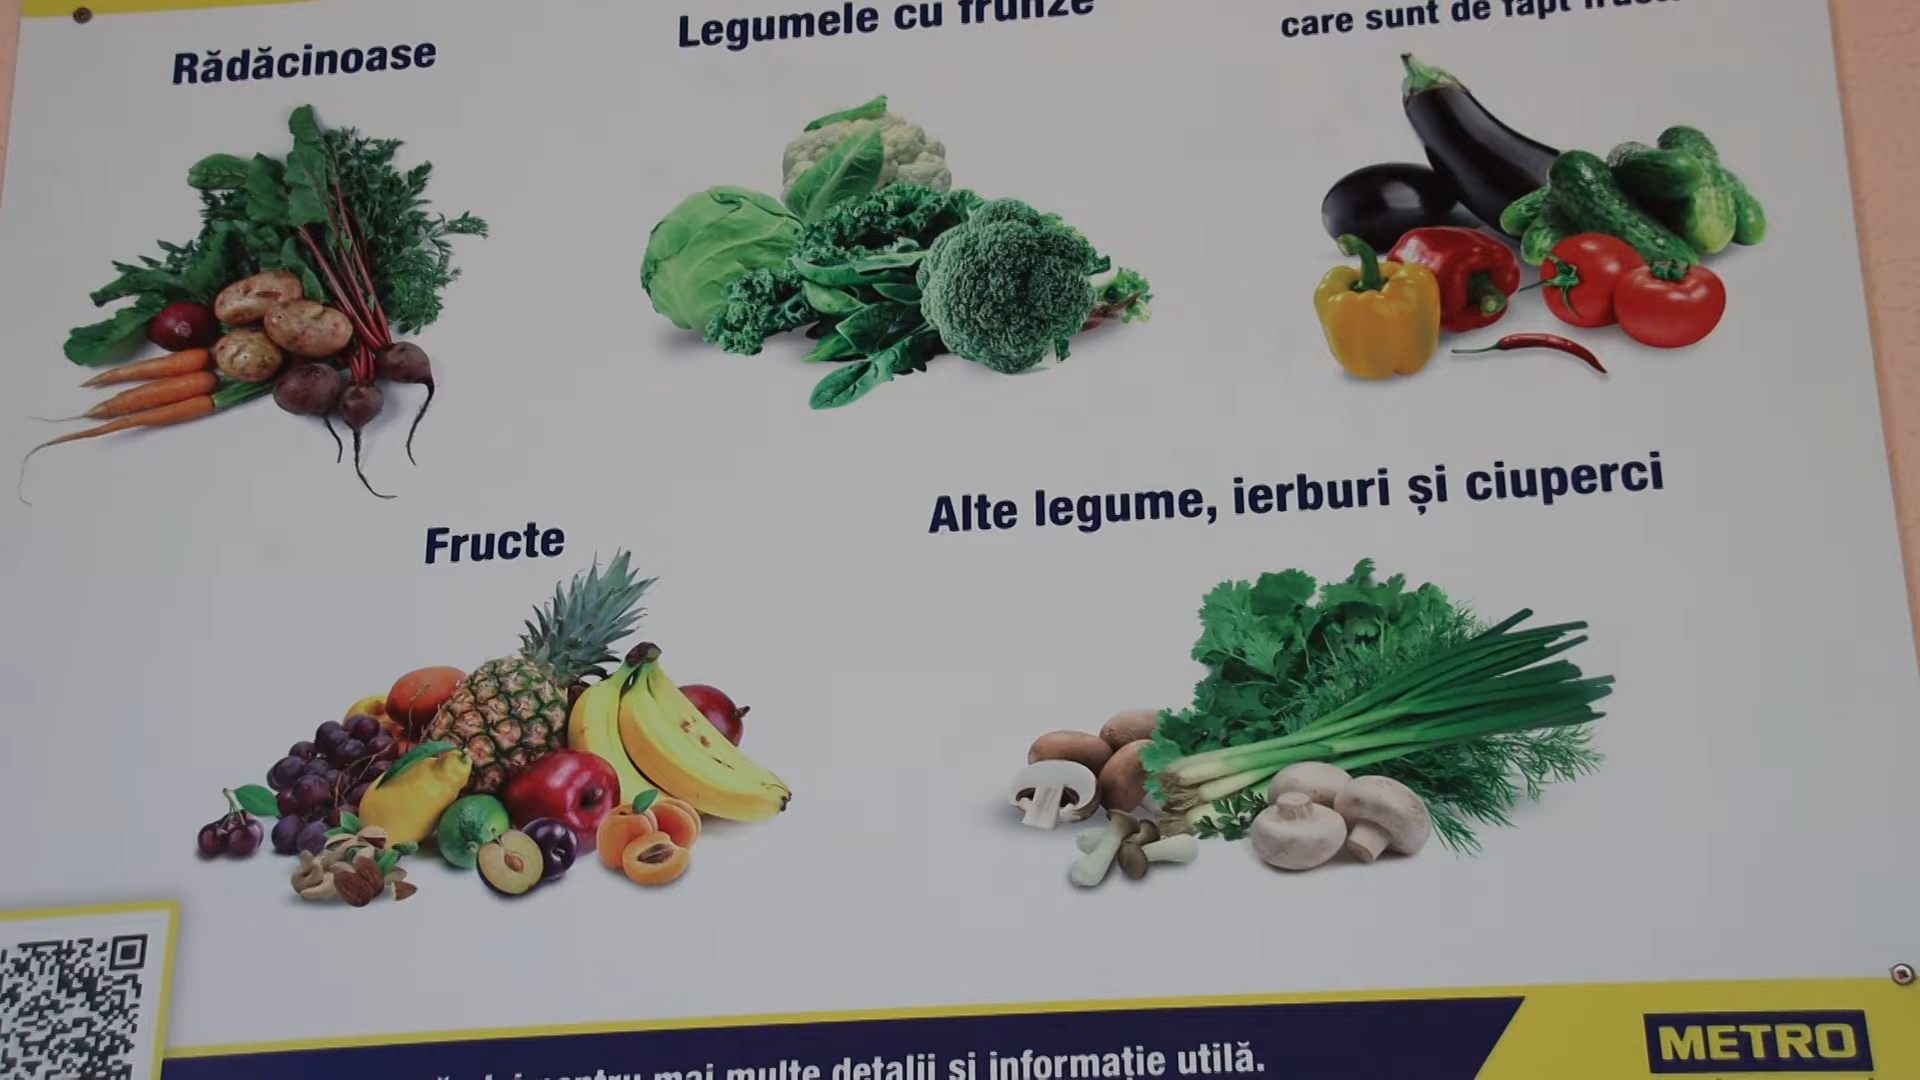 Rădăcinoase
Legumele cu frunze
care sunt de fapt
Fructe
Alte legume, ierburi și ciuperci
mai multe detalii și informație utilă.
METRO